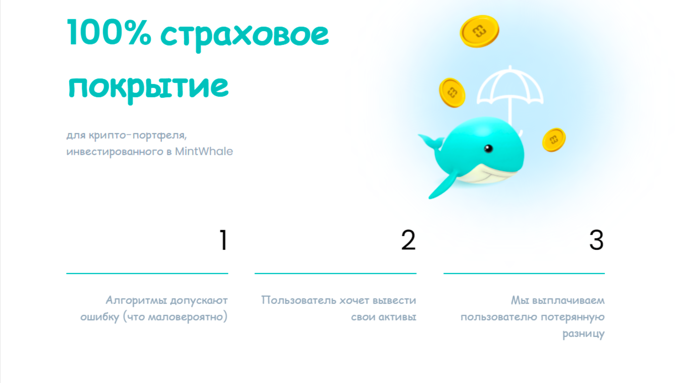 100% страховое
покрытие
для крипто-портфеля,
инвестированного в MintWhale
1
Алгоритмы допускают
ошибку (что маловероятно)
2
Пользователь хочет вывести
свои активы
3
Мы выплачиваем
пользователю потерянную
разницу